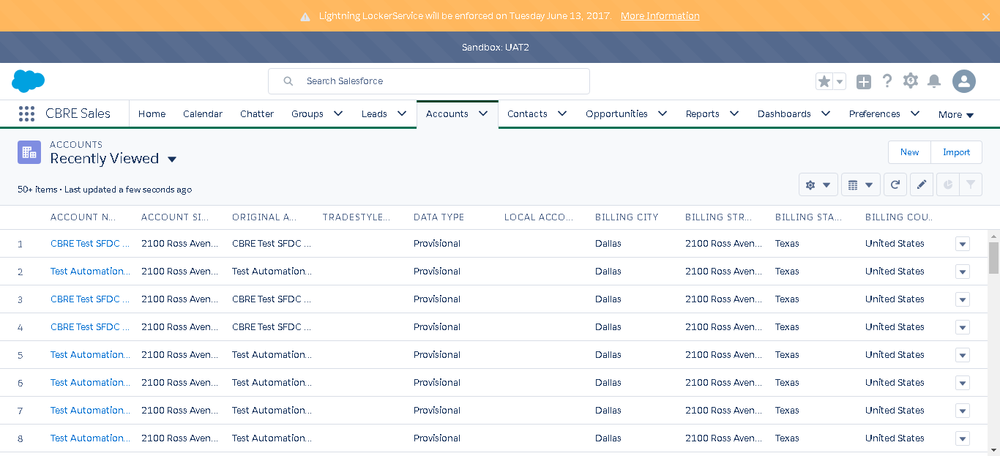 Lightning LockerService will be enforced on Tuesday June 13, 2017. More Information
Sandbox: UAT2
Search Salesforce
CBRE Sales Home Calendar Chatter Groups Leads Accounts Contacts Opportunities Reports Dashboards Preferences More
ACCOUNTS
Recently Viewed
New Import
50+ items • Last updated a few seconds ago
ACCOUNT N... ACCOUNT SI... ORIGINAL A... TRADESTYLE... DATA TYPE LOCAL ACCO... BILLING CITY BILLING STR... BILLING STA... BILLING COU..
1 CBRE Test SFDC ... 2100 Ross Aven... CBRE Test SFDC ... Provisional Dallas 2100 Ross Aven... Texas United States
2 Test Automation... 2100 Ross Aven... Test Automation... Provisional Dallas 2100 Ross Aven... Texas United States
3 CBRE Test SFDC ... 2100 Ross Aven... CBRE Test SFDC ... Provisional Dallas 2100 Ross Aven... Texas United States
4 CBRE Test SFDC ... 2100 Ross Aven... CBRE Test SFDC ... Provisional Dallas 2100 Ross Aven... Texas United States
5 Test Automation... 2100 Ross Aven... Test Automation... Provisional Dallas 2100 Ross Aven... Texas United States
6 Test Automation... 2100 Ross Aven... Test Automation... Provisional Dallas 2100 Ross Aven... Texas United States
7 Test Automation... 2100 Ross Aven... Test Automation... Provisional Dallas 2100 Ross Aven... Texas United States
8 Test Automation... 2100 Ross Aven... Test Automation... Provisional Dallas 2100 Ross Aven... Texas United States